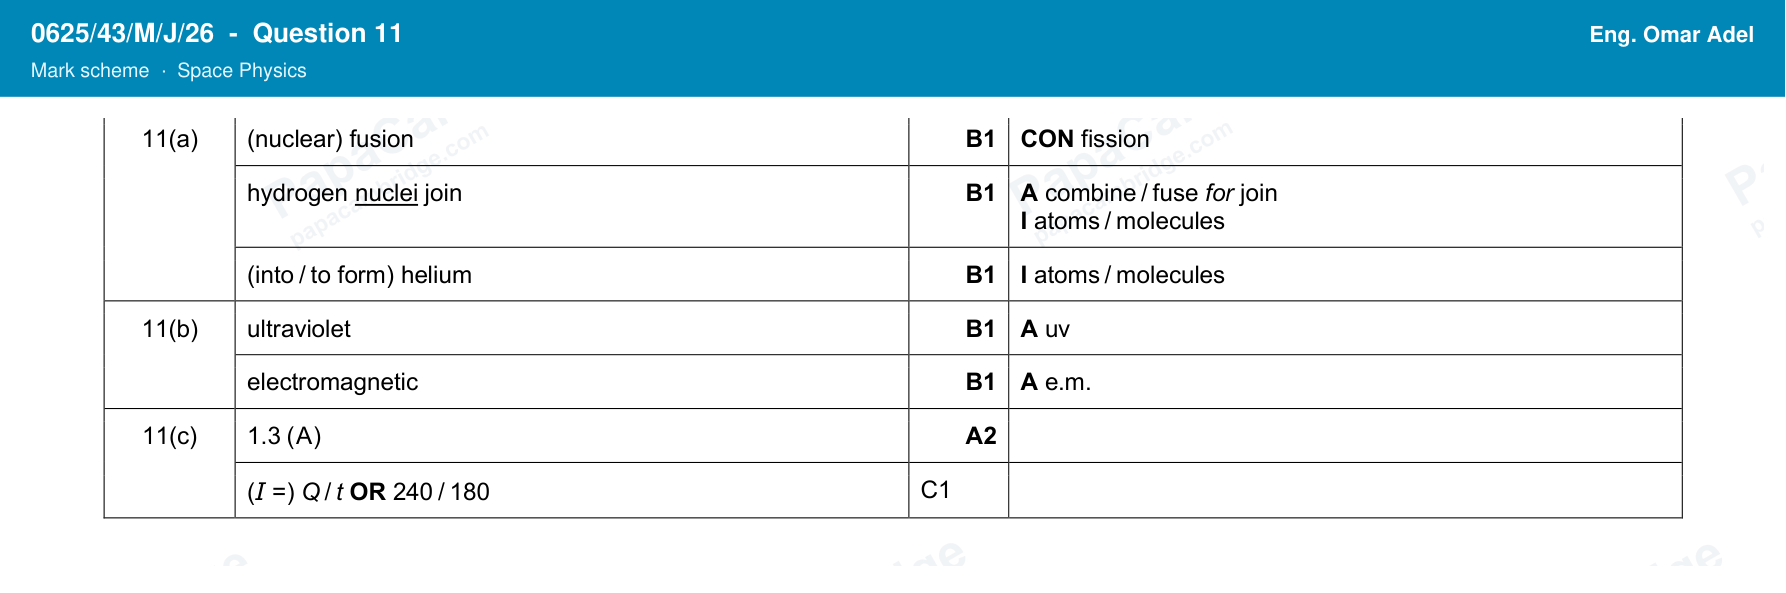 0625/43/M/J/26 - Question 11
Eng. Omar Adel
Mark scheme · Space Physics
11(a) (nuclear) fusion B1 CON fission
hydrogen nuclei join B1 A combine / fuse for join
I atoms / molecules
(into / to form) helium B1 I atoms / molecules
11(b) ultraviolet B1 A uv
electromagnetic B1 A e.m.
11(c) 1.3 (A) A2
(I =) Q / t OR 240 / 180 C1